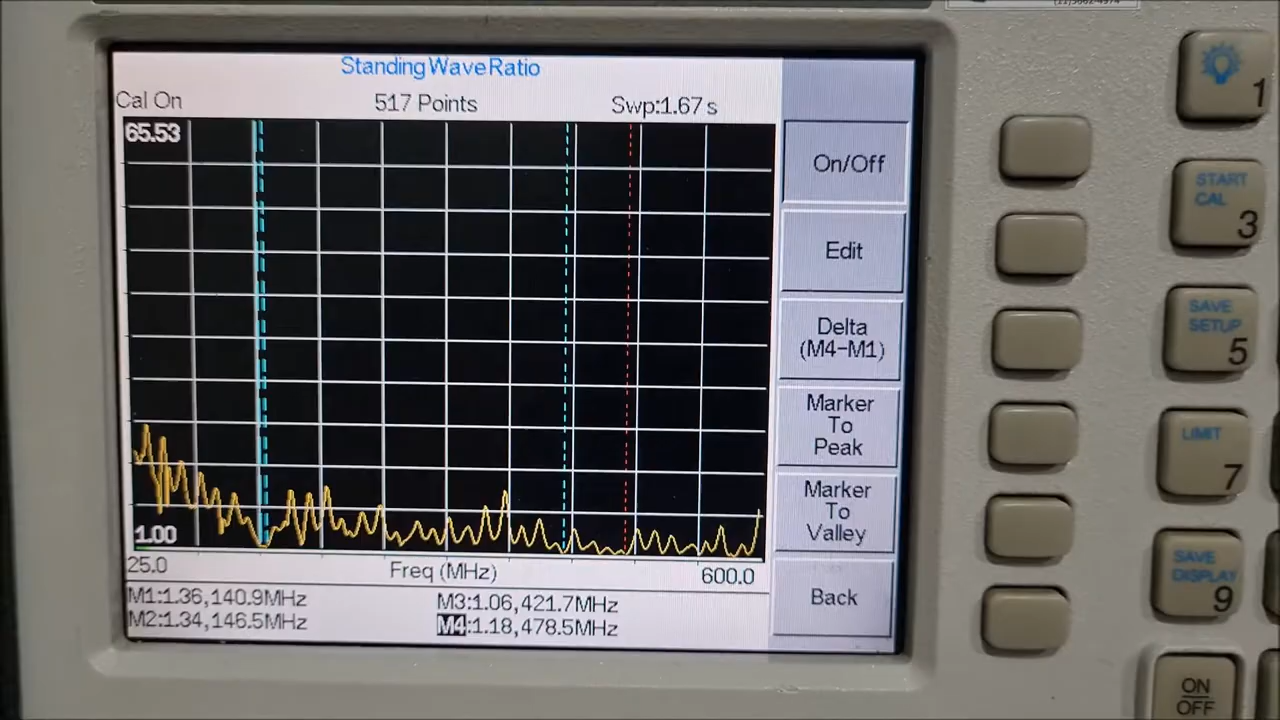 Standing Wave Ratio
Cal On 517 Points Swp:1.67 s
65.53
1.00
25.0 Freq (MHz) 600.0
M1:1.36,140.9MHz M3:1.06,421.7MHz
M2:1.34,146.5MHz M4:1.18,478.5MHz
On/Off
Edit
Delta
(M4-M1)
Marker
To
Peak
Marker
To
Valley
Back
1
START
CAL
3
SAVE
SETUP
5
LIMIT
7
SAVE
DISPLAY
9
ON
OFF